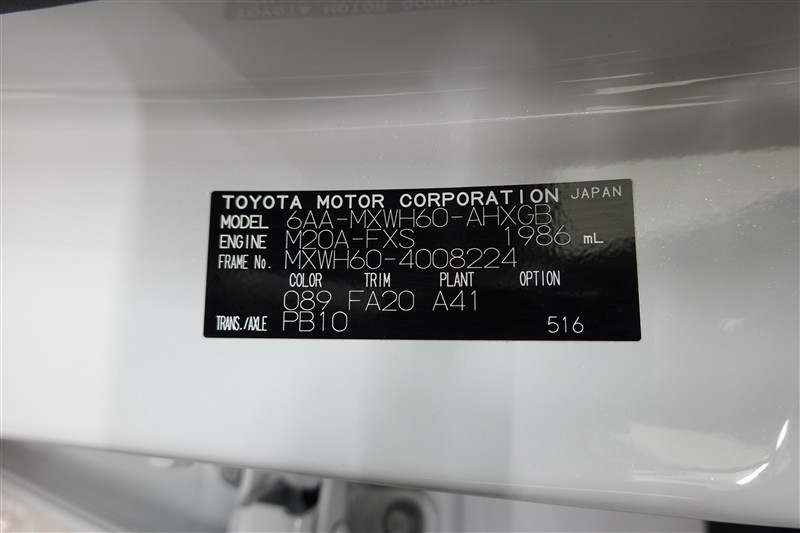 TOYOTA MOTOR CORPORATION JAPAN
MODEL 6AA-MXWH60-AHXGB
ENGINE M20A-FXS 1986 mL
FRAME No. MXWH60-4008224
COLOR TRIM PLANT OPTION
089 FA20 A41
TRANS./AXLE PB10 516